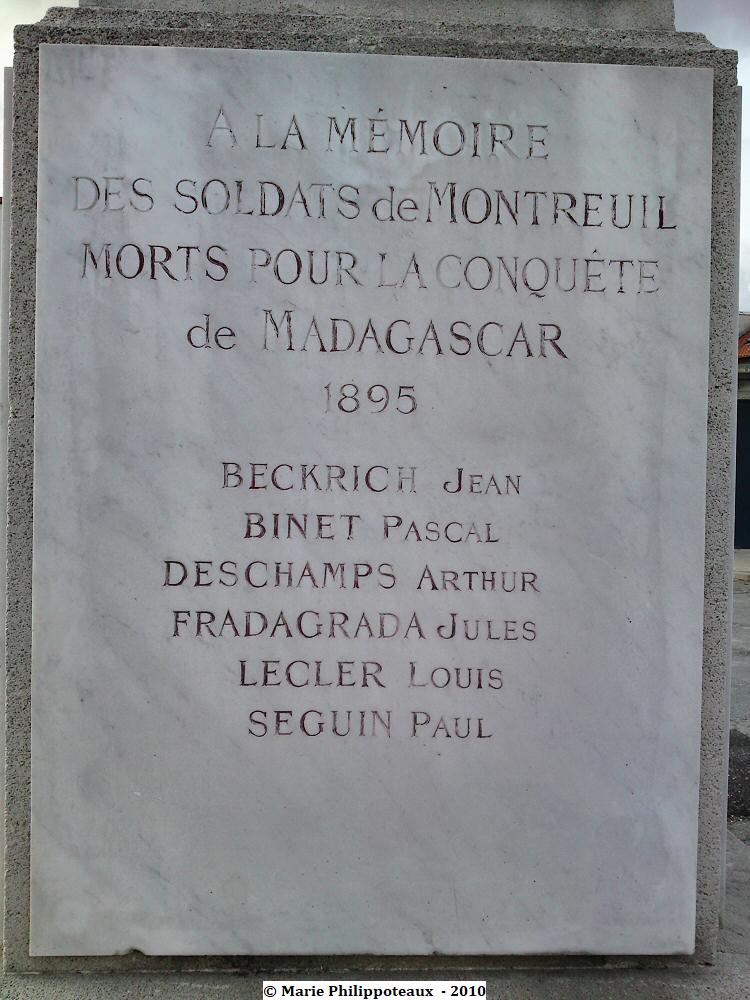 A LA MÉMOIRE
DES SOLDATS de MONTREUIL
MORTS POUR LA CONQUÊTE
de MADAGASCAR
1895
BECKRICH JEAN
BINET PASCAL
DESCHAMPS ARTHUR
FRADAGRADA JULES
LECLER LOUIS
SEGUIN PAUL
© Marie Philippoteaux - 2010